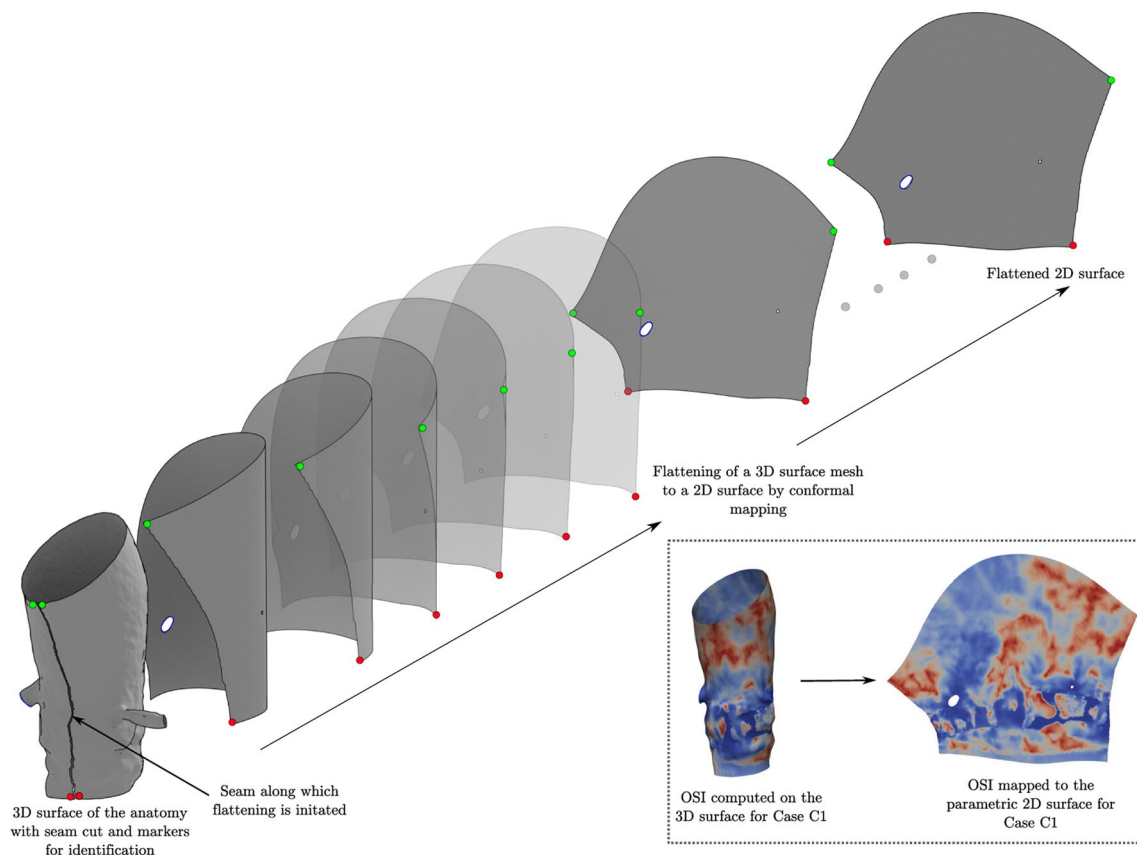 Flattened 2D surface
Flattening of a 3D surface mesh
to a 2D surface by conformal
mapping
Seam along which
flattening is initated
3D surface of the anatomy
with seam cut and markers
for identification
OSI computed on the
3D surface for Case C1
OSI mapped to the
parametric 2D surface for
Case C1